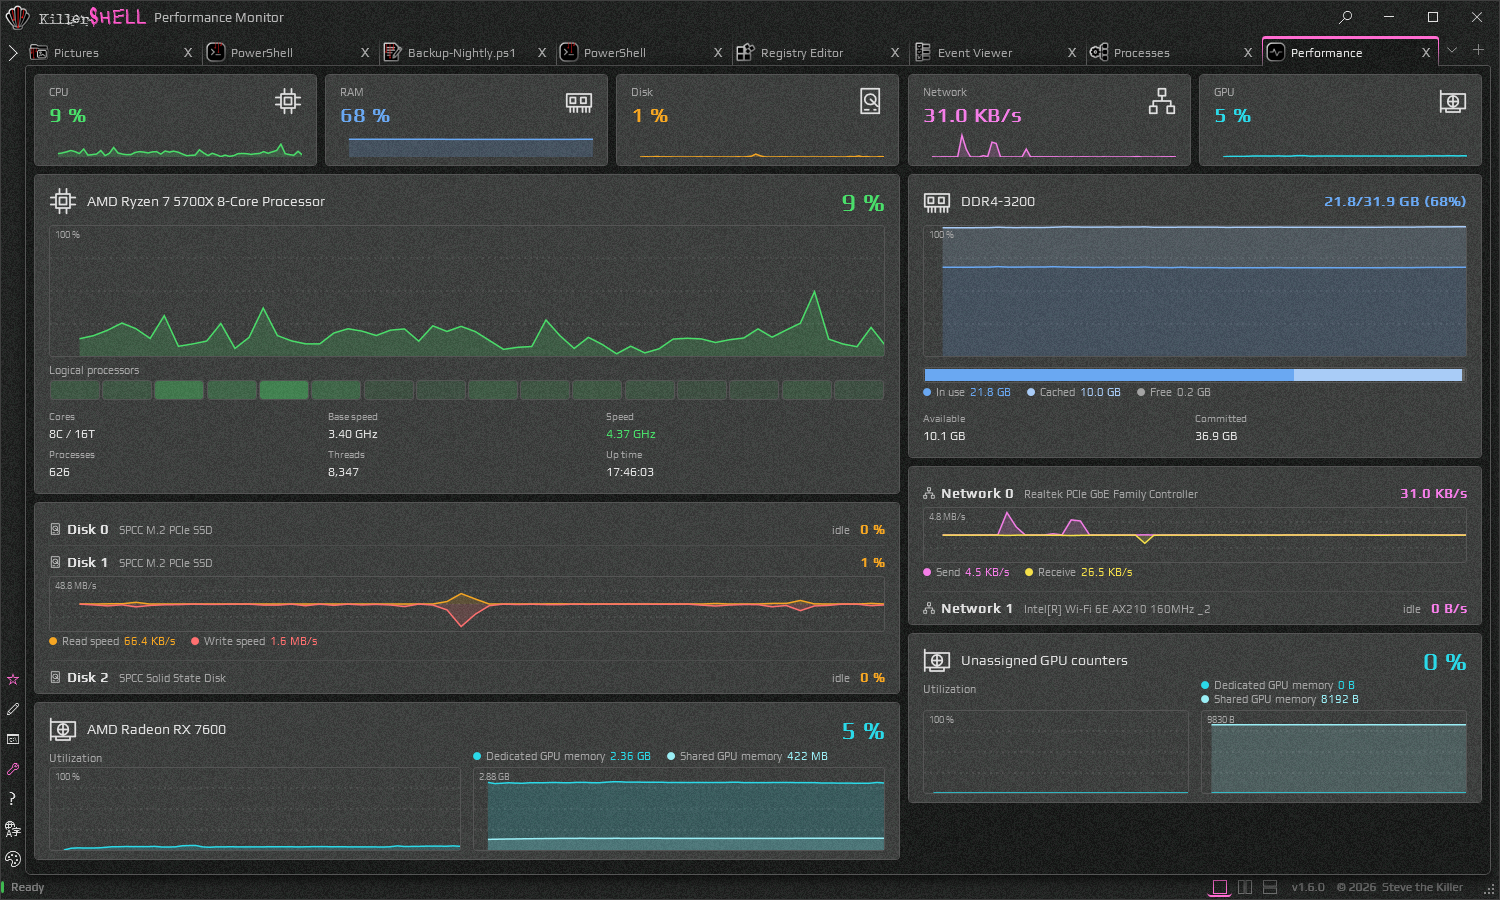 KillerSHELL Performance Monitor
Pictures X PowerShell X Backup-Nightly.ps1 X PowerShell X Registry Editor X Event Viewer X Processes X Performance X
CPU
9 %
RAM
68 %
Disk
1 %
Network
31.0 KB/s
GPU
5 %
AMD Ryzen 7 5700X 8-Core Processor 9 %
100 %
Logical processors
Cores Base speed Speed
8C / 16T 3.40 GHz 4.37 GHz
Processes Threads Up time
626 8,347 17:46:03
DDR4-3200 21.8/31.9 GB (68%)
100 %
In use 21.8 GB Cached 10.0 GB Free 0.2 GB
Available Committed
10.1 GB 36.9 GB
Disk 0 SPCC M.2 PCIe SSD idle 0 %
Disk 1 SPCC M.2 PCIe SSD 1 %
48.8 MB/s
Read speed 66.4 KB/s Write speed 1.6 MB/s
Disk 2 SPCC Solid State Disk idle 0 %
Network 0 Realtek PCIe GbE Family Controller 31.0 KB/s
4.8 MB/s
Send 4.5 KB/s Receive 26.5 KB/s
Network 1 Intel[R] Wi-Fi 6E AX210 160MHz _2 idle 0 B/s
AMD Radeon RX 7600 5 %
Utilization
Dedicated GPU memory 2.36 GB Shared GPU memory 422 MB
100 %
2.88 GB
Unassigned GPU counters 0 %
Utilization
Dedicated GPU memory 0 B
Shared GPU memory 8192 B
100 %
9830 B
Ready v1.6.0 © 2026 Steve the Killer